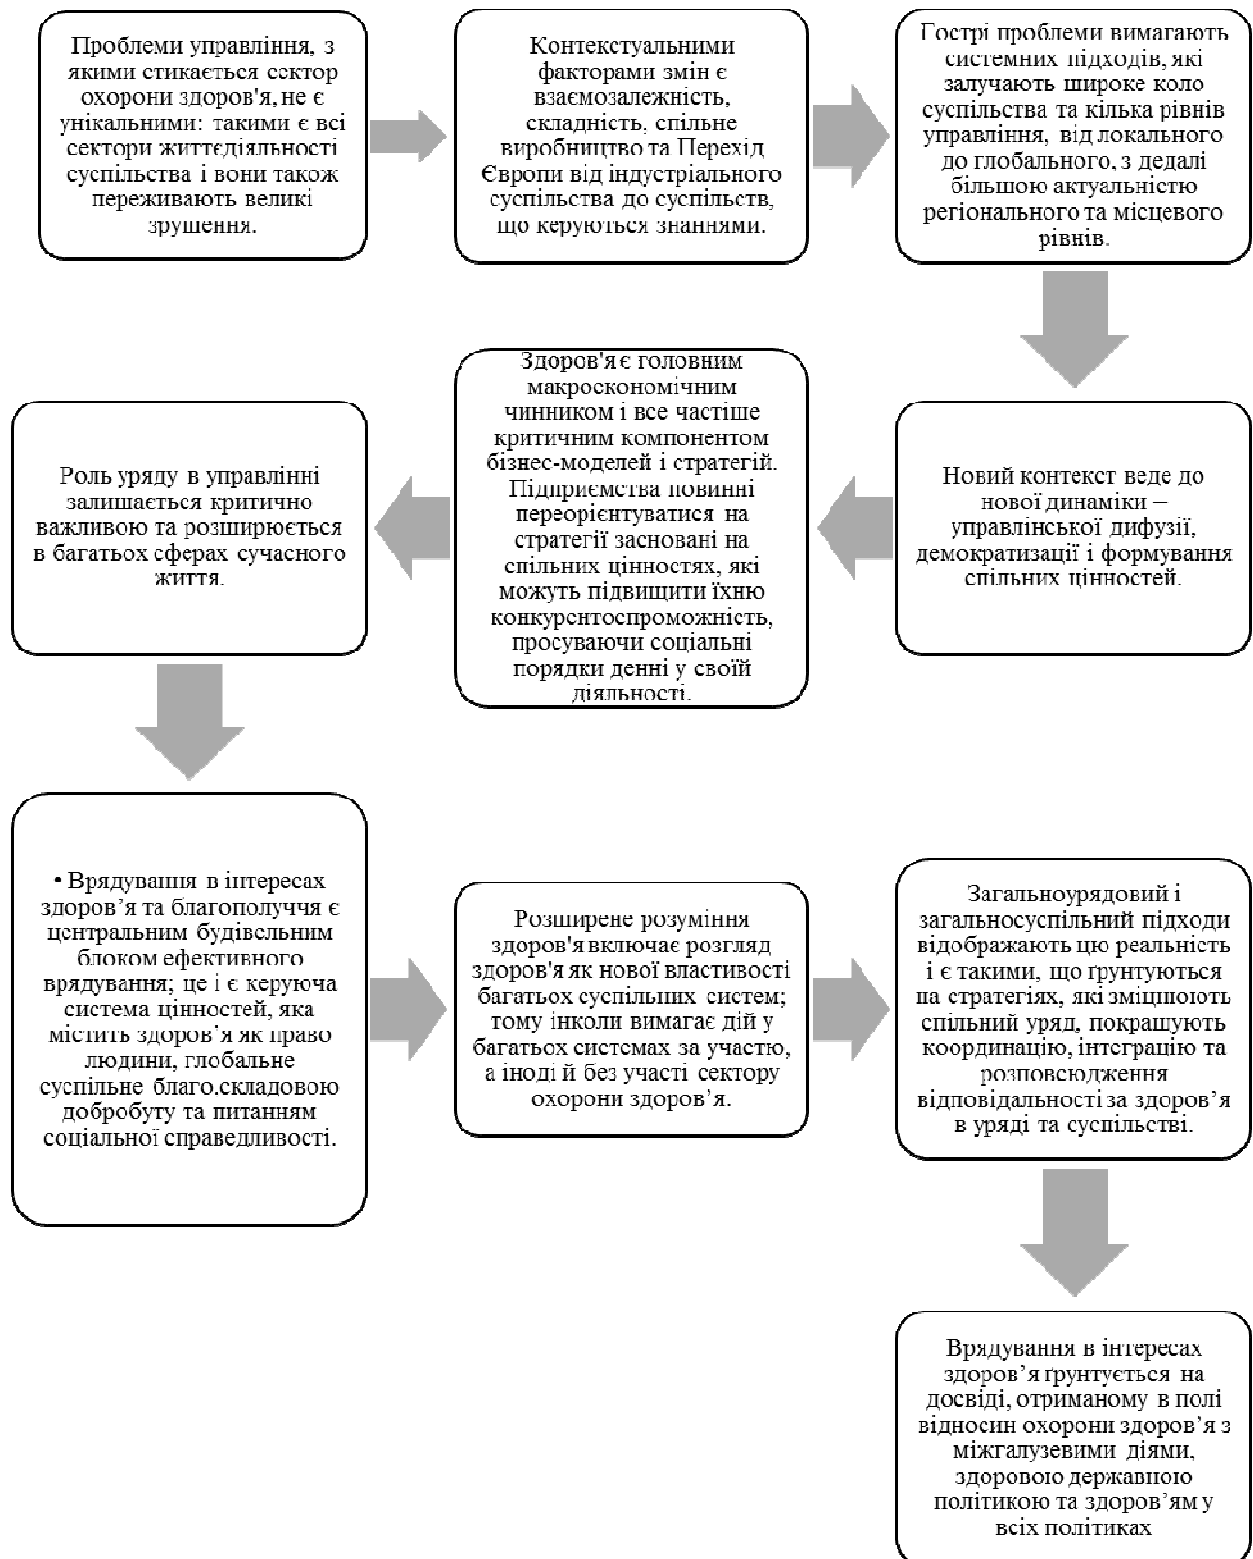 Проблеми управління, з
якими стикається сектор
охорони здоров'я, не є
унікальними: такими є всі
сектори життєдіяльності
суспільства і вони також
переживають великі
зрушення.
Контекстуальними
факторами змін є
взаємозалежність,
складність, спільне
виробництво та Перехід
Європи від індустріального
суспільства до суспільств,
що керуються знаннями.
Гострі проблеми вимагають
системних підходів, які
залучають широке коло
суспільства та кілька рівнів
управління, від локального
до глобального, з дедалі
більшою актуальністю
регіонального та місцевого
рівнів.
Новий контекст веде до
нової динаміки –
управлінської дифузії,
демократизації і формування
спільних цінностей.
Здоров'я є головним
макроекономічним
чинником і все частіше
критичним компонентом
бізнес-моделей і стратегій.
Підприємства повинні
переорієнтуватися на
стратегії засновані на
спільних цінностях, які
можуть підвищити їхню
конкурентоспроможність,
просуваючи соціальні
порядки денні у своїй
діяльності.
Роль уряду в управлінні
залишається критично
важливою та розширюється
в багатьох сферах сучасного
життя.
• Врядування в інтересах
здоров’я та благополуччя є
центральним будівельним
блоком ефективного
врядування; це і є керуюча
система цінностей, яка
містить здоров’я як право
людини, глобальне
суспільне благо.складовою
добробуту та питанням
соціальної справедливості.
Розширене розуміння
здоров'я включає розгляд
здоров'я як нової властивості
багатьох суспільних систем;
тому інколи вимагає дій у
багатьох системах за участю,
а іноді й без участі сектору
охорони здоров’я.
Загальноурядовий і
загальносуспільний підходи
відображають цю реальність
і є такими, що ґрунтуються
на стратегіях, які зміцнюють
спільний уряд, покращують
координацію, інтеграцію та
розповсюдження
відповідальності за здоров’я
в уряді та суспільстві.
Врядування в інтересах
здоров’я ґрунтується на
досвіді, отриманому в полі
відносин охорони здоров’я з
міжгалузевими діями,
здоровою державною
політикою та здоров’ям у
всіх політиках